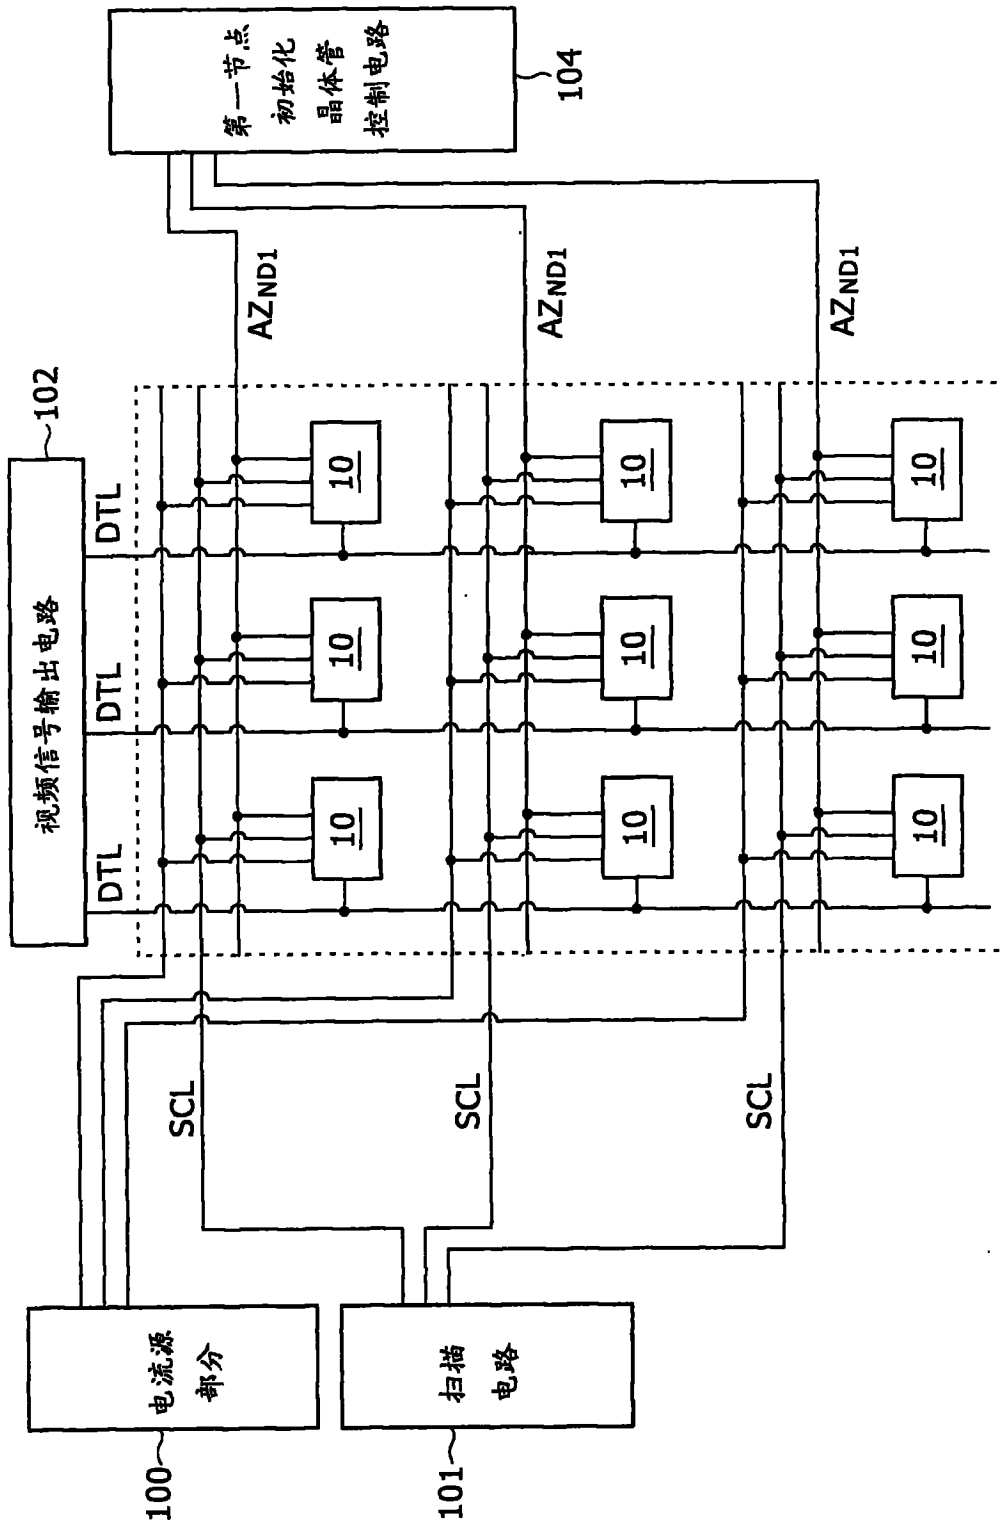 102
视频信号输出电路
DTL
DTL
DTL
第一节点
初始化
晶体管
控制电路
104
AZND1
AZND1
AZND1
10
10
10
10
10
10
10
10
10
SCL
SCL
SCL
电流源
部分
100
扫描
电路
101